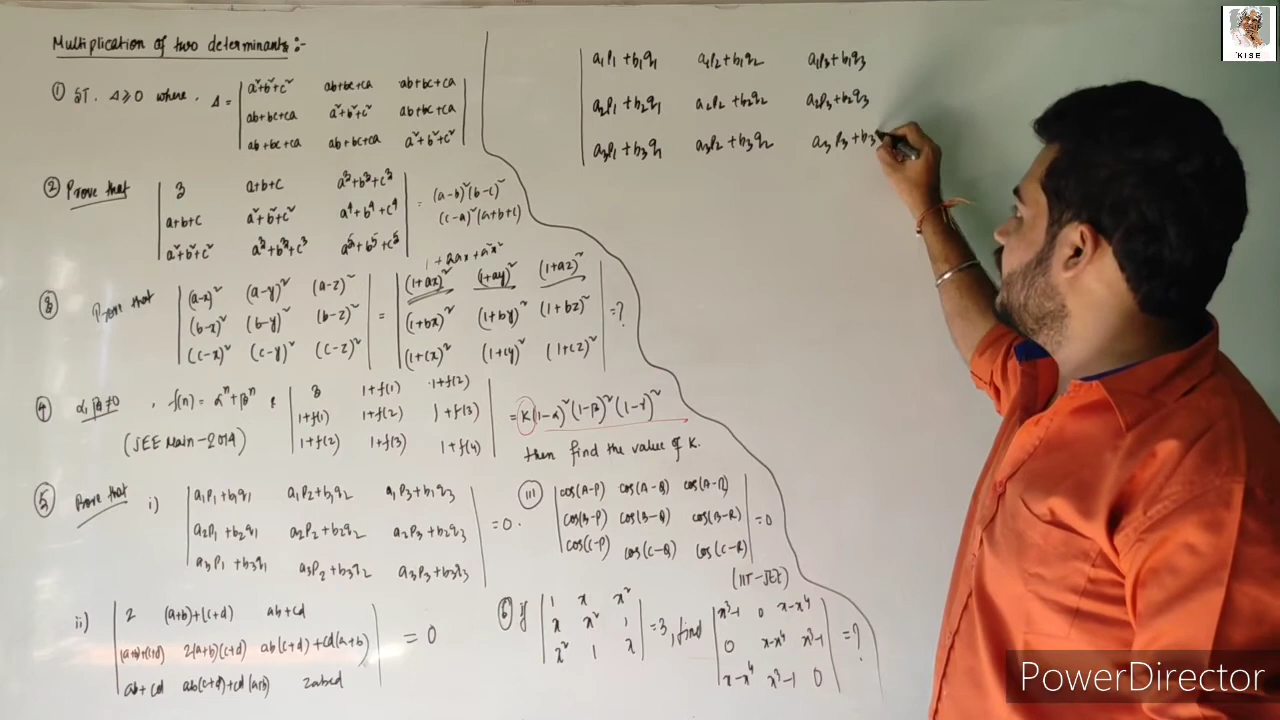 Multiplication of two determinants :-
① S.T. Δ ≥ 0 where, Δ = | a²+b²+c² ab+bc+ca ab+bc+ca |
| ab+bc+ca a²+b²+c² ab+bc+ca |
| ab+bc+ca ab+bc+ca a²+b²+c² |
② Prove that | 3 a+b+c a³+b³+c³ | = (a-b)²(b-c)²
| a+b+c a²+b²+c² a⁴+b⁴+c⁴ | (c-a)²(a+b+c)
| a²+b²+c² a³+b³+c³ a⁵+b⁵+c⁵ |
1+2ax+a²x²
③ Prove that | (a-x)² (a-y)² (a-z)² | = | (1+ax)² (1+ay)² (1+az)² | = ?
| (b-x)² (b-y)² (b-z)² | | (1+bx)² (1+by)² (1+bz)² |
| (c-x)² (c-y)² (c-z)² | | (1+cx)² (1+cy)² (1+cz)² |
④ α, β ≠ 0, f(n) = αⁿ+βⁿ & | 3 1+f(1) 1+f(2) | = K(1-α)²(1-β)²(1-γ)²
(JEE Main-2014) | 1+f(1) 1+f(2) 1+f(3) |
| 1+f(2) 1+f(3) 1+f(4) | then find the value of K.
⑤ Prove that i) | a₁p₁+b₁q₁ a₁p₂+b₁q₂ a₁p₃+b₁q₃ | = 0.
| a₂p₁+b₂q₁ a₂p₂+b₂q₂ a₂p₃+b₂q₃ |
| a₃p₁+b₃q₁ a₃p₂+b₃q₂ a₃p₃+b₃q₃ |
ii) | 2 (a+b)+(c+d) ab+cd | = 0
| (a+b)+(c+d) 2(a+b)(c+d) ab(c+d)+cd(a+b) |
| ab+cd ab(c+d)+cd(a+b) 2abcd |
iii) | cos(A-P) cos(A-Q) cos(A-R) | = 0
| cos(B-P) cos(B-Q) cos(B-R) |
| cos(C-P) cos(C-Q) cos(C-R) |
(IIT-JEE)
⑥ if | 1 x x² | = 3, find | x³-1 0 x-x⁴ | = ?
| x x² 1 | | 0 x-x⁴ x³-1 |
| x² 1 x | | x-x⁴ x³-1 0 |
| a₁p₁+b₁q₁ a₁p₂+b₁q₂ a₁p₃+b₁q₃
| a₂p₁+b₂q₁ a₂p₂+b₂q₂ a₂p₃+b₂q₃
| a₃p₁+b₃q₁ a₃p₂+b₃q₂ a₃p₃+b₃
KISE
PowerDirector